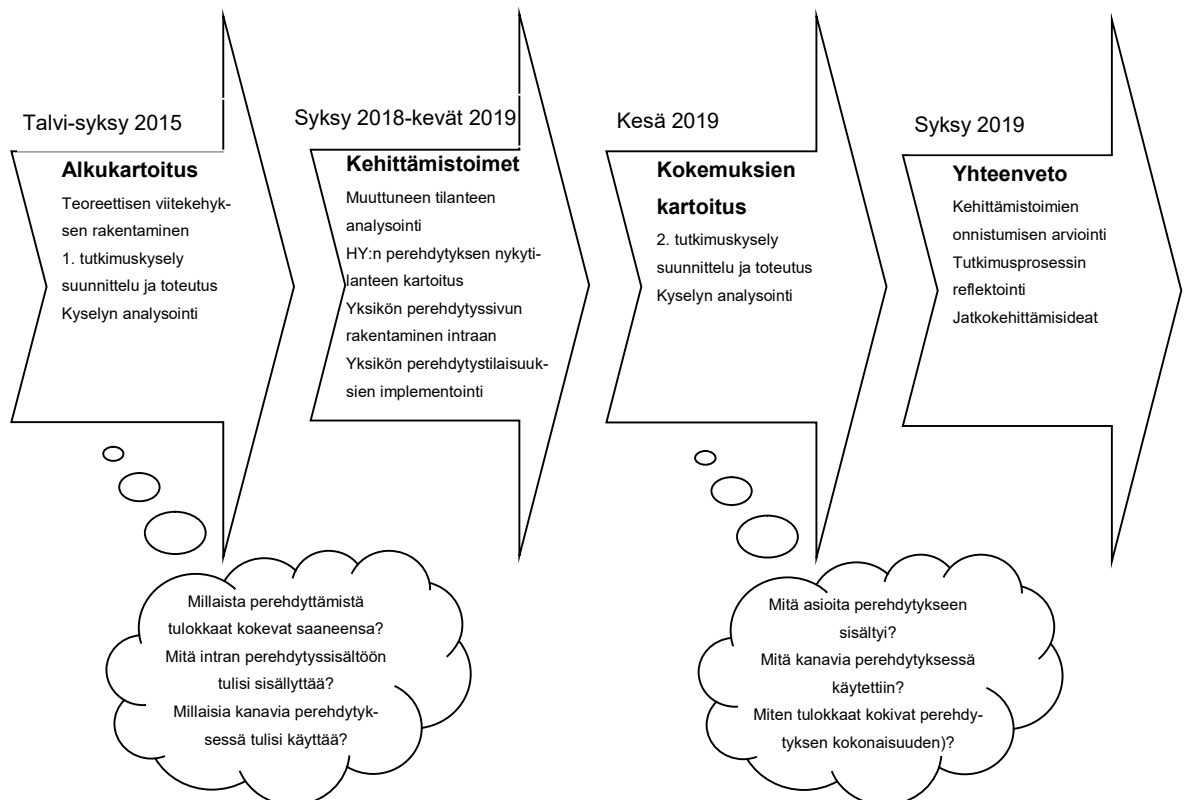 Talvi-syksy 2015
Alkukartoitus
Teoreettisen viitekehyk-
sen rakentaminen
1. tutkimuskysely
suunnittelu ja toteutus
Kyselyn analysointi
Syksy 2018-kevät 2019
Kehittämistoimet
Muuttuneen tilanteen
analysointi
HY:n perehdytyksen nykyti-
lanteen kartoitus
Yksikön perehdytyssivun
rakentaminen intraan
Yksikön perehdytystilaisuuk-
sien implementointi
Kesä 2019
Kokemuksien
kartoitus
2. tutkimuskysely
suunnittelu ja toteutus
Kyselyn analysointi
Syksy 2019
Yhteenveto
Kehittämistoimien
onnistumisen arviointi
Tutkimusprosessin
reflektointi
Jatkokehittämisideat
Millaista perehdyttämistä
tulokkaat kokevat saaneensa?
Mitä intran perehdytyssisältöön
tulisi sisällyttää?
Millaisia kanavia perehdytyk-
sessä tulisi käyttää?
Mitä asioita perehdytykseen
sisältyi?
Mitä kanavia perehdytyksessä
käytettiin?
Miten tulokkaat kokivat perehdy-
tyksen kokonaisuuden)?